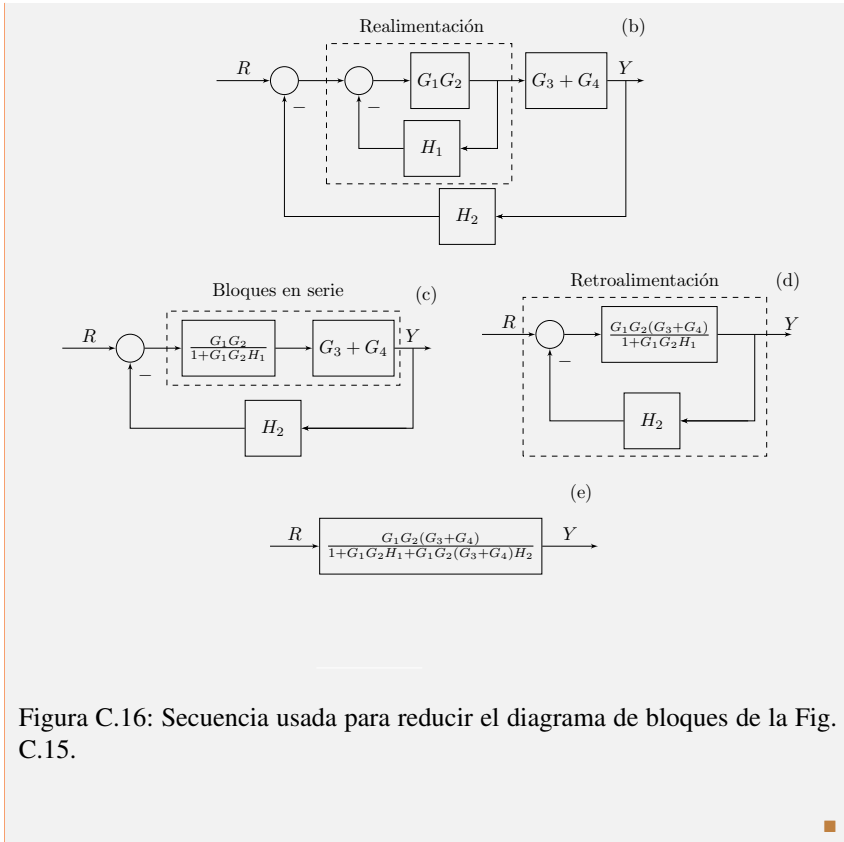 Realimentación (b)
R G₁G₂ G₃ + G₄ Y
−
−
H₁
H₂
Bloques en serie (c)
R G₁G₂/(1+G₁G₂H₁) G₃ + G₄ Y
−
H₂
Retroalimentación (d)
R G₁G₂(G₃+G₄)/(1+G₁G₂H₁) Y
−
H₂
(e)
R G₁G₂(G₃+G₄)/(1+G₁G₂H₁+G₁G₂(G₃+G₄)H₂) Y
Figura C.16: Secuencia usada para reducir el diagrama de bloques de la Fig.
C.15.